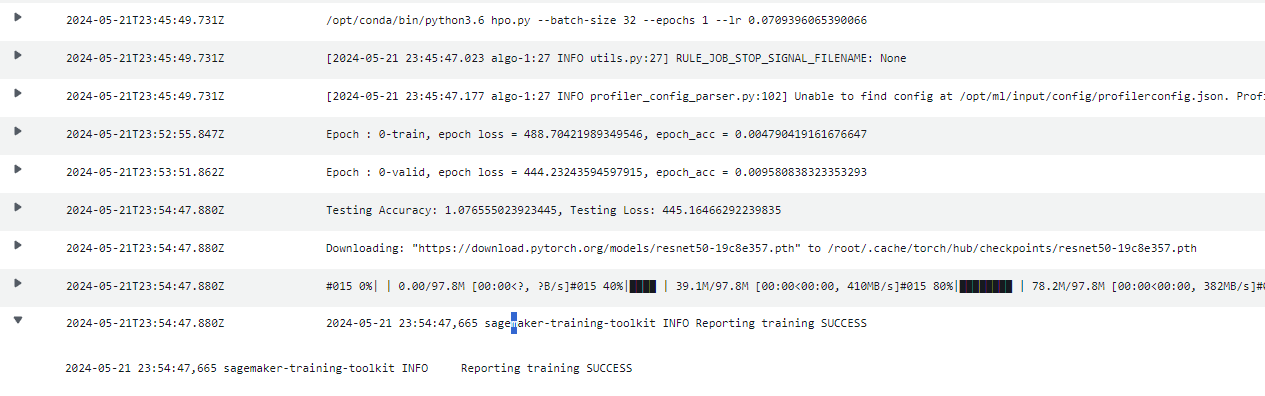 2024-05-21T23:45:49.731Z /opt/conda/bin/python3.6 hpo.py --batch-size 32 --epochs 1 --lr 0.0709396065390066
2024-05-21T23:45:49.731Z [2024-05-21 23:45:47.023 algo-1:27 INFO utils.py:27] RULE_JOB_STOP_SIGNAL_FILENAME: None
2024-05-21T23:45:49.731Z [2024-05-21 23:45:47.177 algo-1:27 INFO profiler_config_parser.py:102] Unable to find config at /opt/ml/input/config/profilerconfig.json. Profi
2024-05-21T23:52:55.847Z Epoch : 0-train, epoch loss = 488.70421989349546, epoch_acc = 0.004790419161676647
2024-05-21T23:53:51.862Z Epoch : 0-valid, epoch loss = 444.23243594597915, epoch_acc = 0.009580838323353293
2024-05-21T23:54:47.880Z Testing Accuracy: 1.076555023923445, Testing Loss: 445.16466292239835
2024-05-21T23:54:47.880Z Downloading: "https://download.pytorch.org/models/resnet50-19c8e357.pth" to /root/.cache/torch/hub/checkpoints/resnet50-19c8e357.pth
2024-05-21T23:54:47.880Z #015 0%| | 0.00/97.8M [00:00<?, ?B/s]#015 40%|████ | 39.1M/97.8M [00:00<00:00, 410MB/s]#015 80%|████████ | 78.2M/97.8M [00:00<00:00, 382MB/s]#0
2024-05-21T23:54:47.880Z 2024-05-21 23:54:47,665 sagemaker-training-toolkit INFO Reporting training SUCCESS
2024-05-21 23:54:47,665 sagemaker-training-toolkit INFO Reporting training SUCCESS